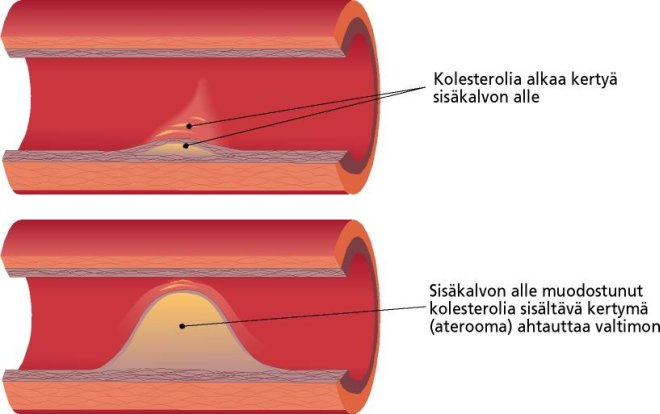 Kolesterolia alkaa kertyä
sisäkalvon alle
Sisäkalvon alle muodostunut
kolesterolia sisältävä kertymä
(aterooma) ahtauttaa valtimon